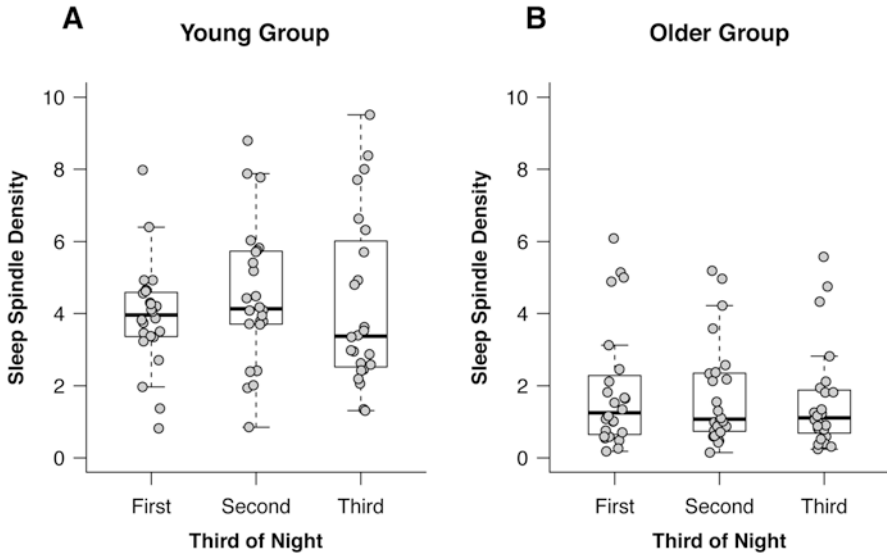 A
Young Group
Sleep Spindle Density
10
8
6
4
2
0
First Second Third
Third of Night
B
Older Group
Sleep Spindle Density
10
8
6
4
2
0
First Second Third
Third of Night